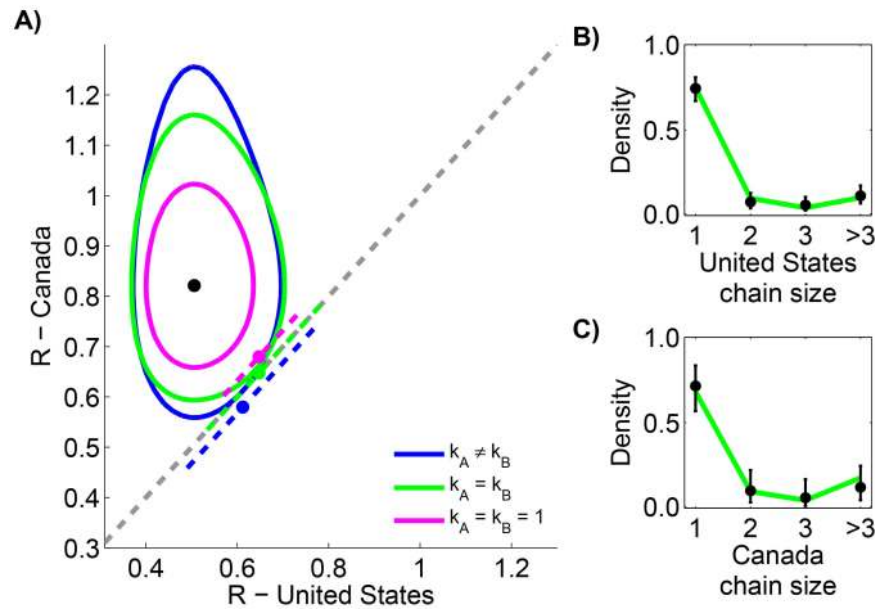 A)
1.2
1.1
1
0.9
0.8
0.7
0.6
0.5
0.4
0.3
R − Canada
0.4
0.6
0.8
1
1.2
R − United States
k_A ≠ k_B
k_A = k_B
k_A = k_B = 1
B)
1.0
0.5
0.0
Density
1
2
3
>3
United States
chain size
C)
1.0
0.5
0.0
Density
1
2
3
>3
Canada
chain size